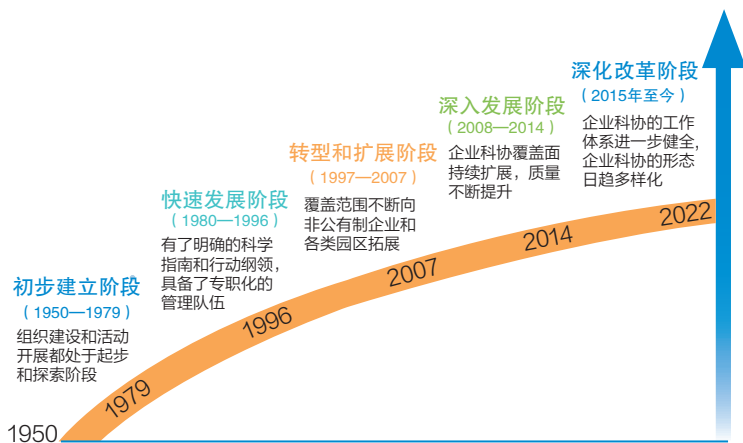 初步建立阶段
（1950—1979）
组织建设和活动
开展都处于起步
和探索阶段
快速发展阶段
（1980—1996）
有了明确的科学
指南和行动纲领，
具备了专职化的
管理队伍
转型和扩展阶段
（1997—2007）
覆盖范围不断向
非公有制企业和
各类园区拓展
深入发展阶段
（2008—2014）
企业科协覆盖面
持续扩展，质量
不断提升
深化改革阶段
（2015年至今）
企业科协的工作
体系进一步健全，
企业科协的形态
日趋多样化
1950
1979
1996
2007
2014
2022